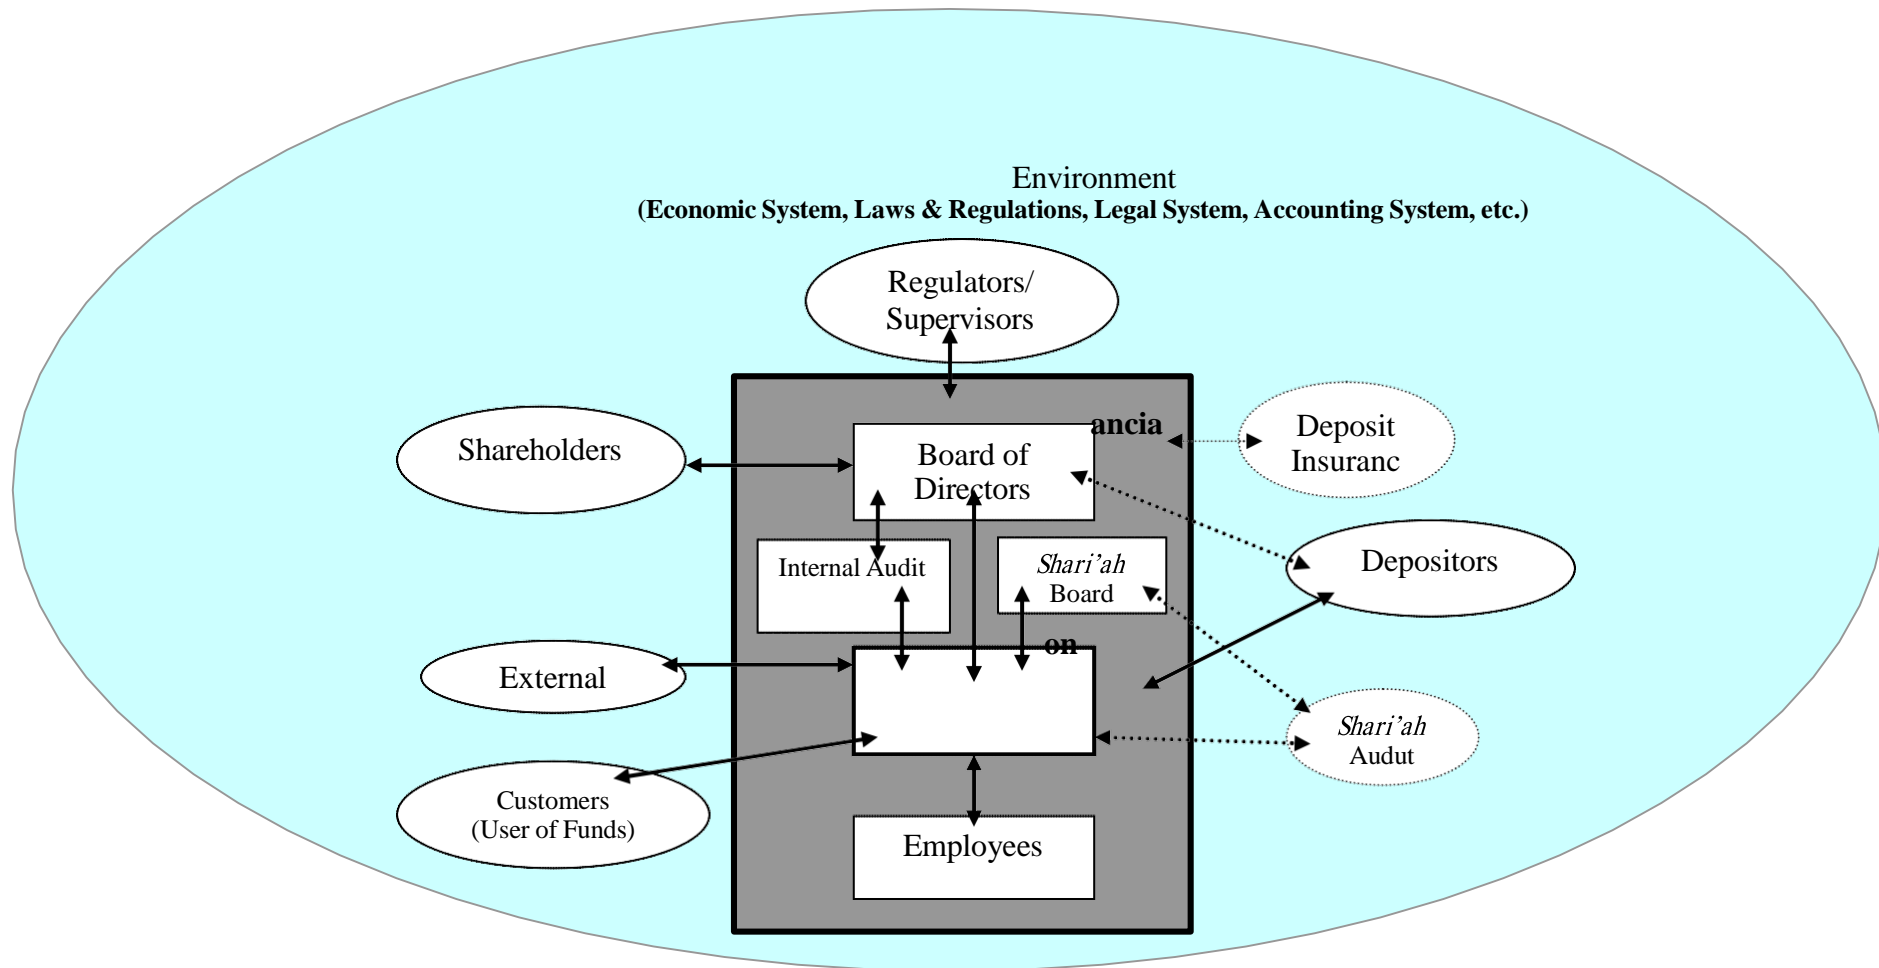 Environment
(Economic System, Laws & Regulations, Legal System, Accounting System, etc.)
Regulators/
Supervisors
ancia
Shareholders
Board of
Directors
Deposit
Insuranc
Internal Audit
Shari’ah
Board
Depositors
on
External
Shari’ah
Audut
Customers
(User of Funds)
Employees